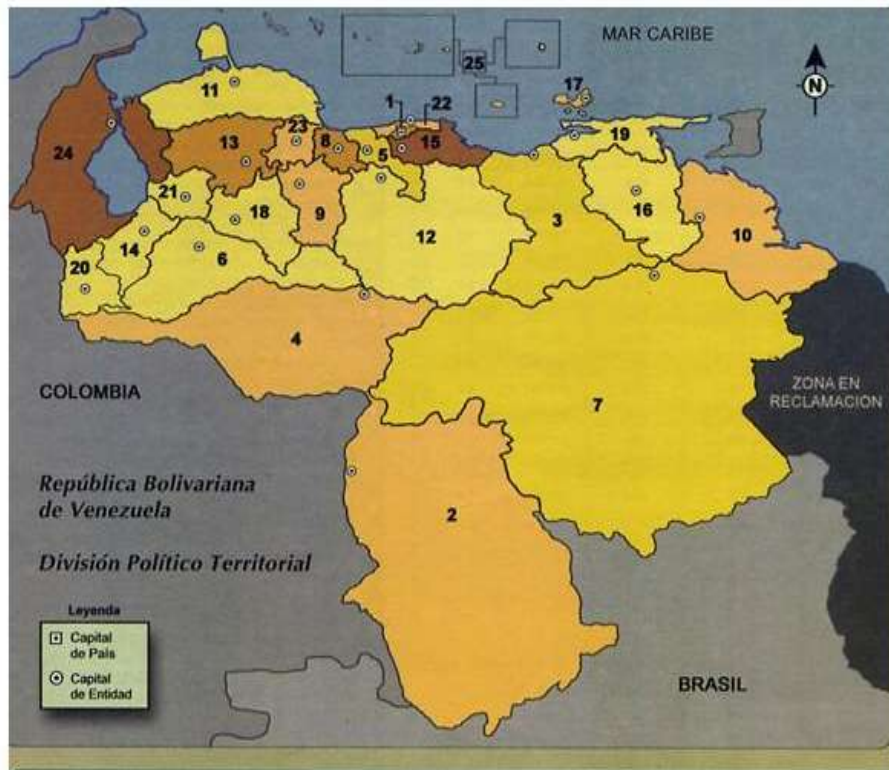 MAR CARIBE
N
25
17
11
1
22
23
19
13
8
5
15
24
21
16
18
9
3
12
10
14
6
20
4
COLOMBIA
ZONA EN
RECLAMACION
7
República Bolivariana
de Venezuela
2
División Político Territorial
Leyenda
Capital
de País
Capital
de Entidad
BRASIL